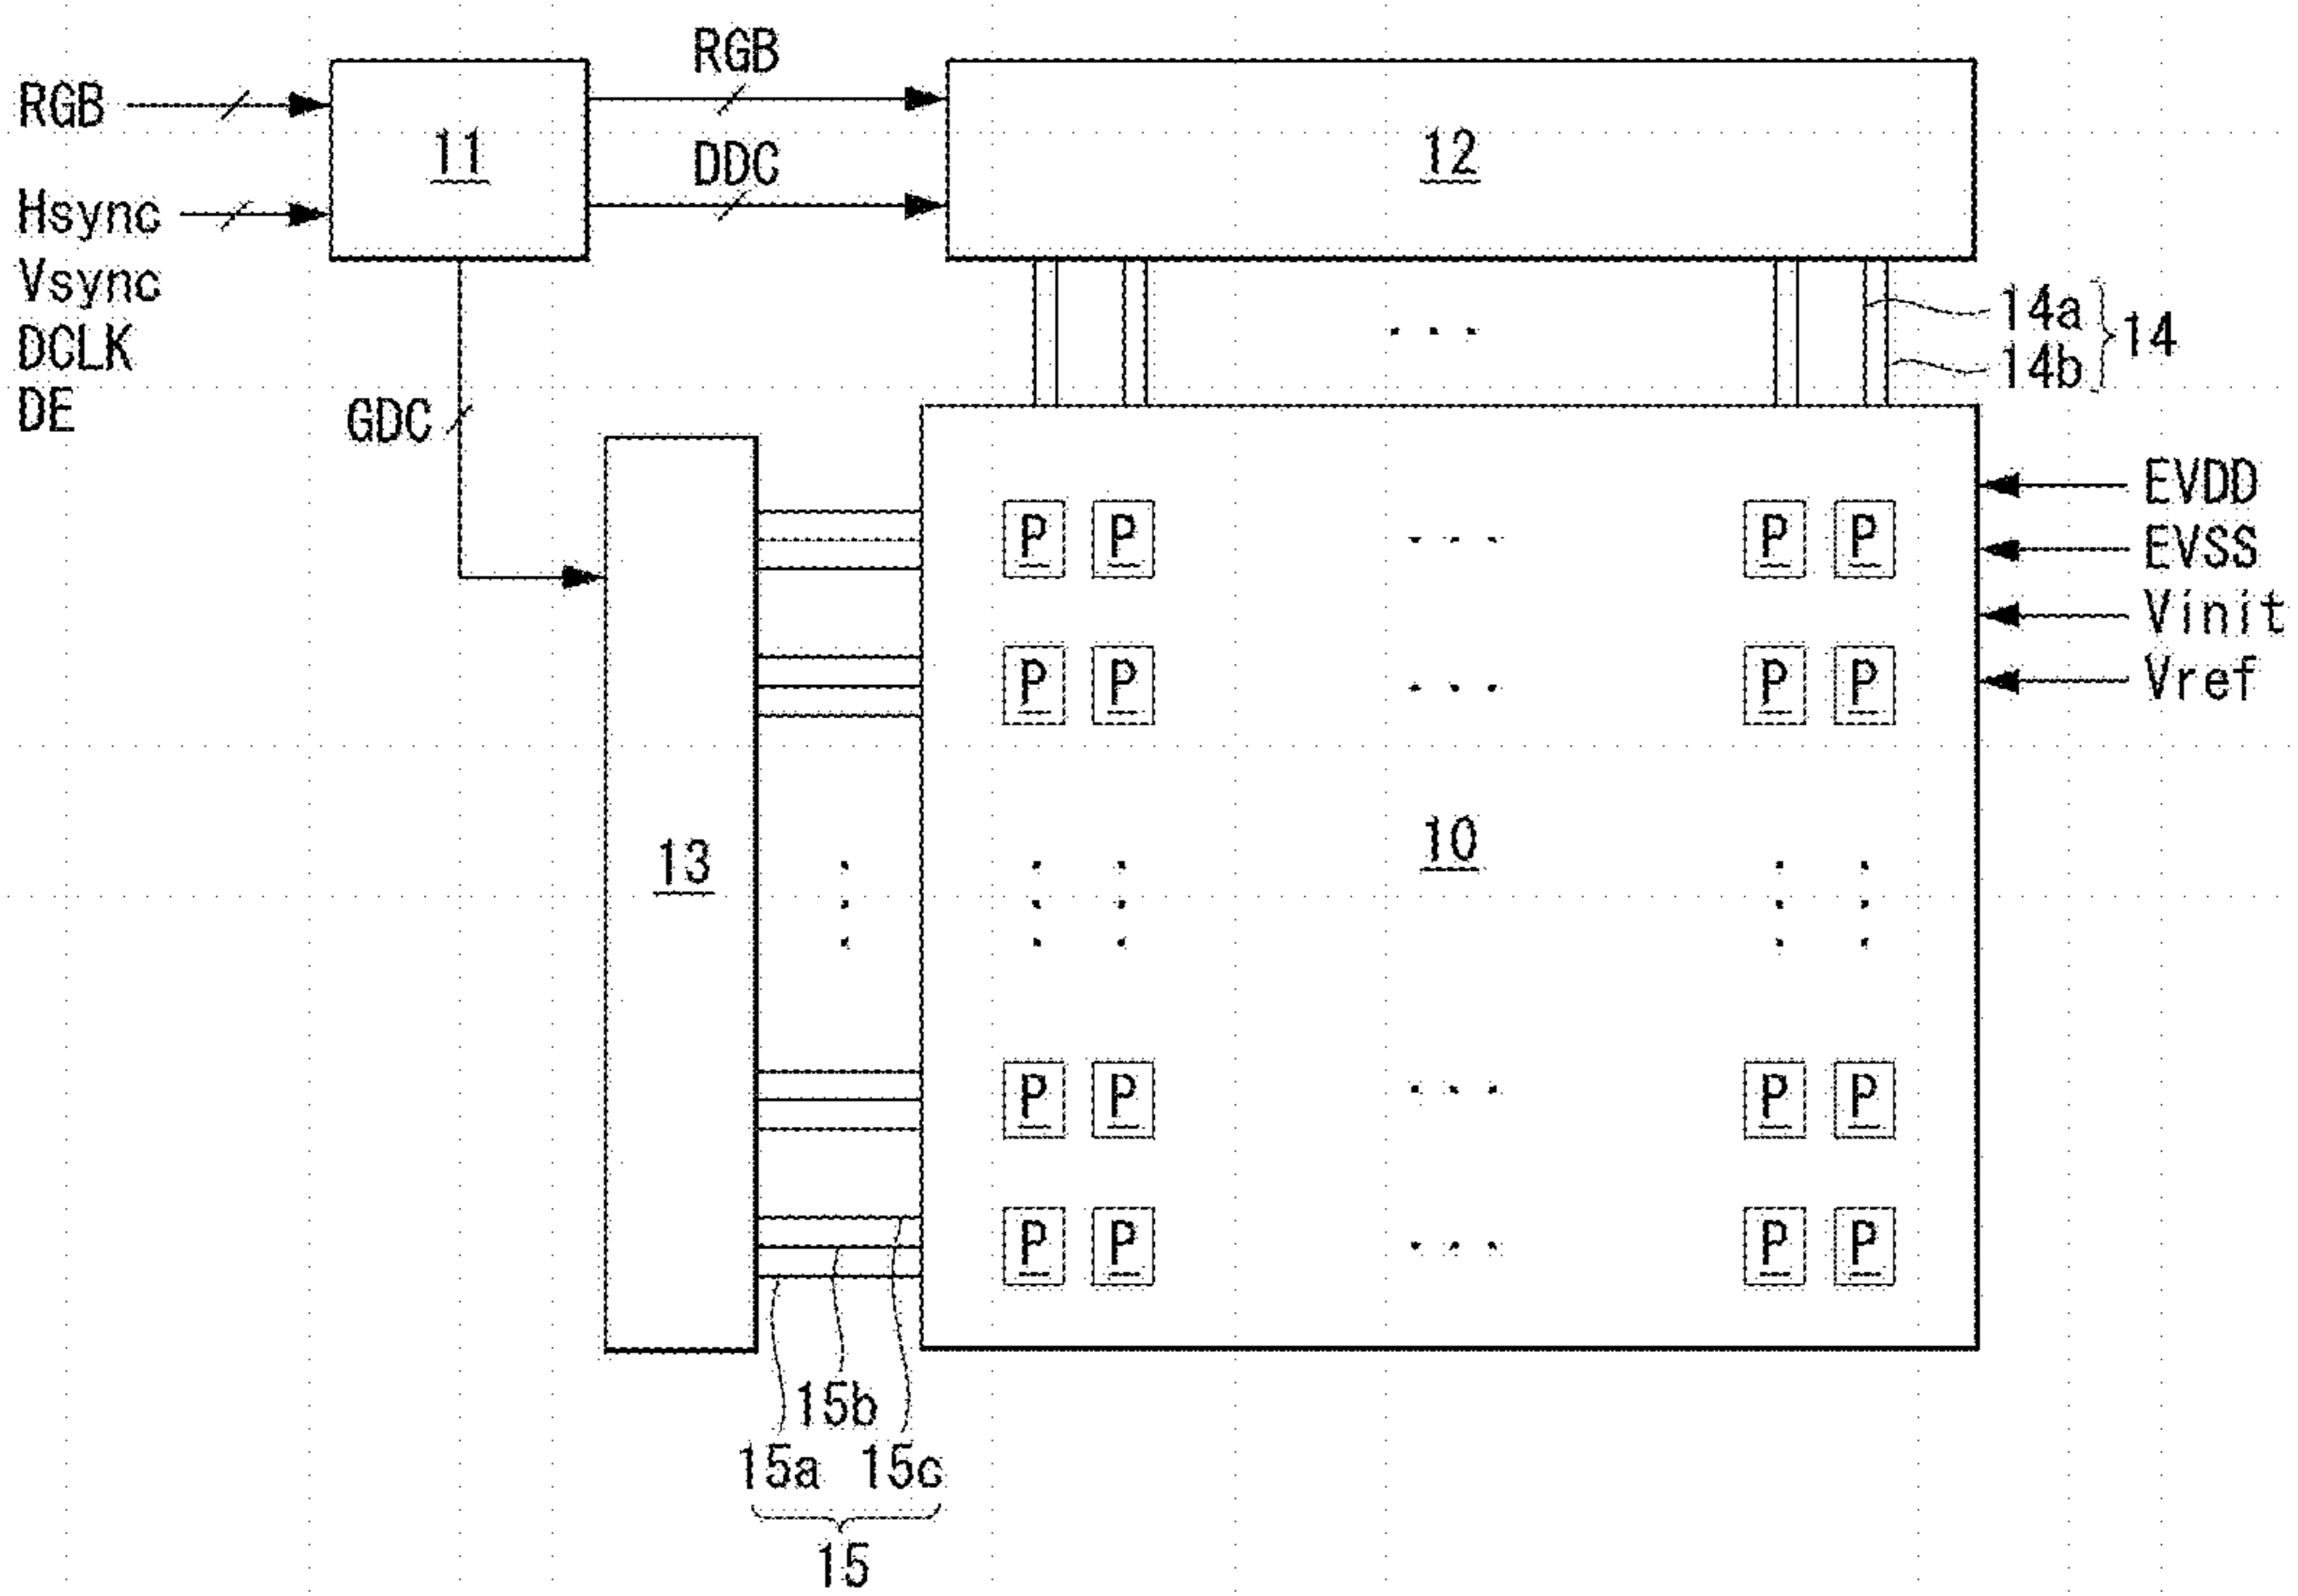 RGB
RGB
11
12
DDC
Hsync
Vsync
DCLK
DE
14a
14
14b
GDC
EVDD
P P P P
EVSS
Vinit
P P P P
Vref
10
13
P P P P
P P P P
15b
15a 15c
15